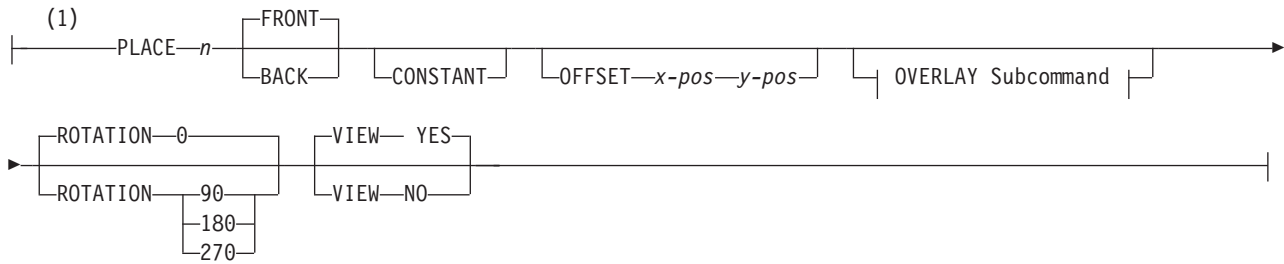 (1)
FRONT
PLACE n
BACK
CONSTANT
OFFSET x-pos y-pos
OVERLAY Subcommand
ROTATION 0
ROTATION 90
180
270
VIEW YES
VIEW NO